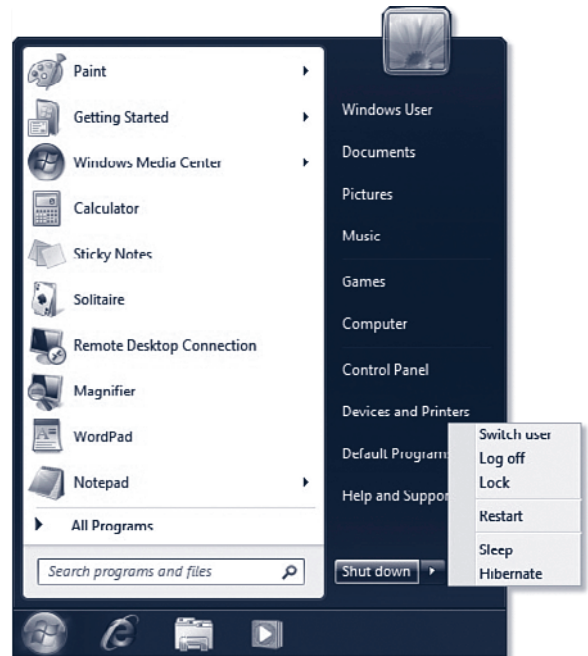 Paint
Getting Started
Windows Media Center
Calculator
Sticky Notes
Solitaire
Remote Desktop Connection
Magnifier
WordPad
Notepad
All Programs
Search programs and files
Windows User
Documents
Pictures
Music
Games
Computer
Control Panel
Devices and Printers
Default Program
Help and Suppor
Shut down
Switch user
Log off
Lock
Restart
Sleep
Hibernate